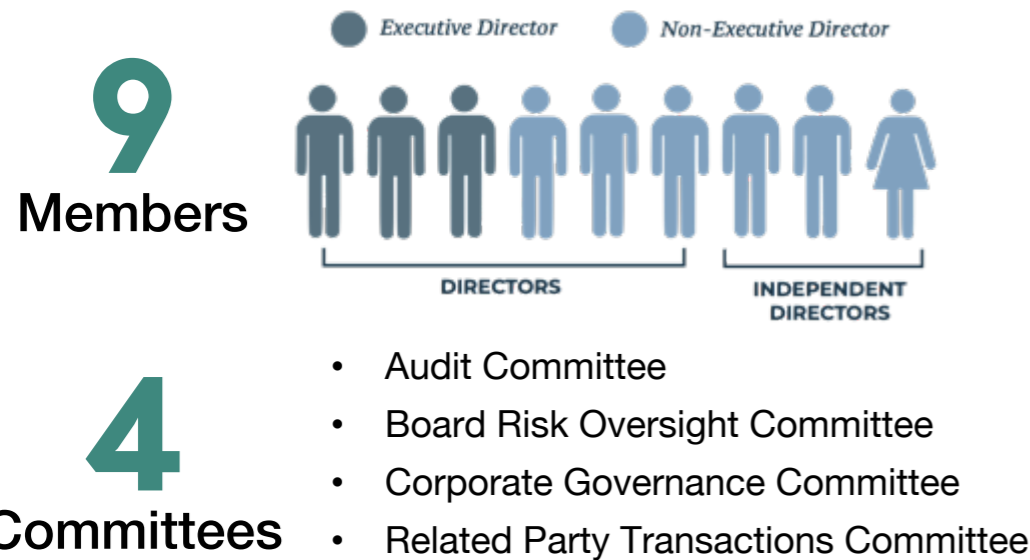 Executive Director
Non-Executive Director
9
Members
DIRECTORS
INDEPENDENT
DIRECTORS
4
Committees
• Audit Committee
• Board Risk Oversight Committee
• Corporate Governance Committee
• Related Party Transactions Committee